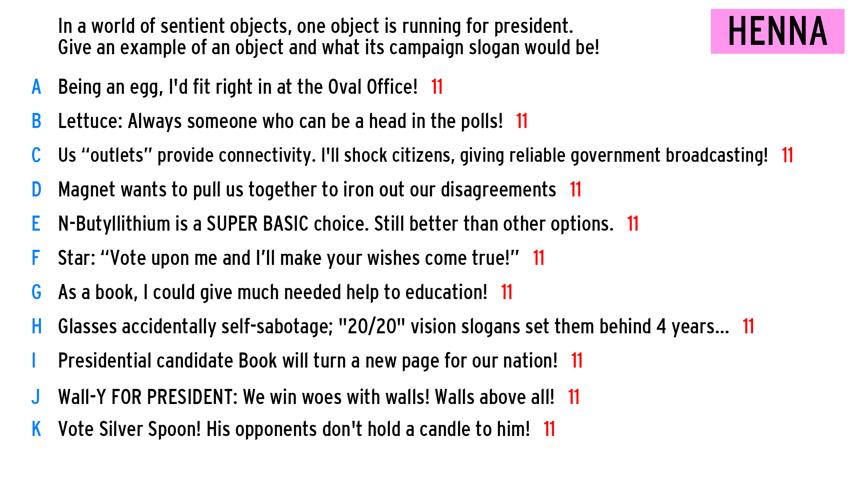 In a world of sentient objects, one object is running for president.
Give an example of an object and what its campaign slogan would be!
HENNA
A Being an egg, I'd fit right in at the Oval Office! 11
B Lettuce: Always someone who can be a head in the polls! 11
C Us “outlets” provide connectivity. I'll shock citizens, giving reliable government broadcasting! 11
D Magnet wants to pull us together to iron out our disagreements 11
E N-Butyllithium is a SUPER BASIC choice. Still better than other options. 11
F Star: “Vote upon me and I’ll make your wishes come true!” 11
G As a book, I could give much needed help to education! 11
H Glasses accidentally self-sabotage; "20/20" vision slogans set them behind 4 years... 11
I Presidential candidate Book will turn a new page for our nation! 11
J Wall-Y FOR PRESIDENT: We win woes with walls! Walls above all! 11
K Vote Silver Spoon! His opponents don't hold a candle to him! 11